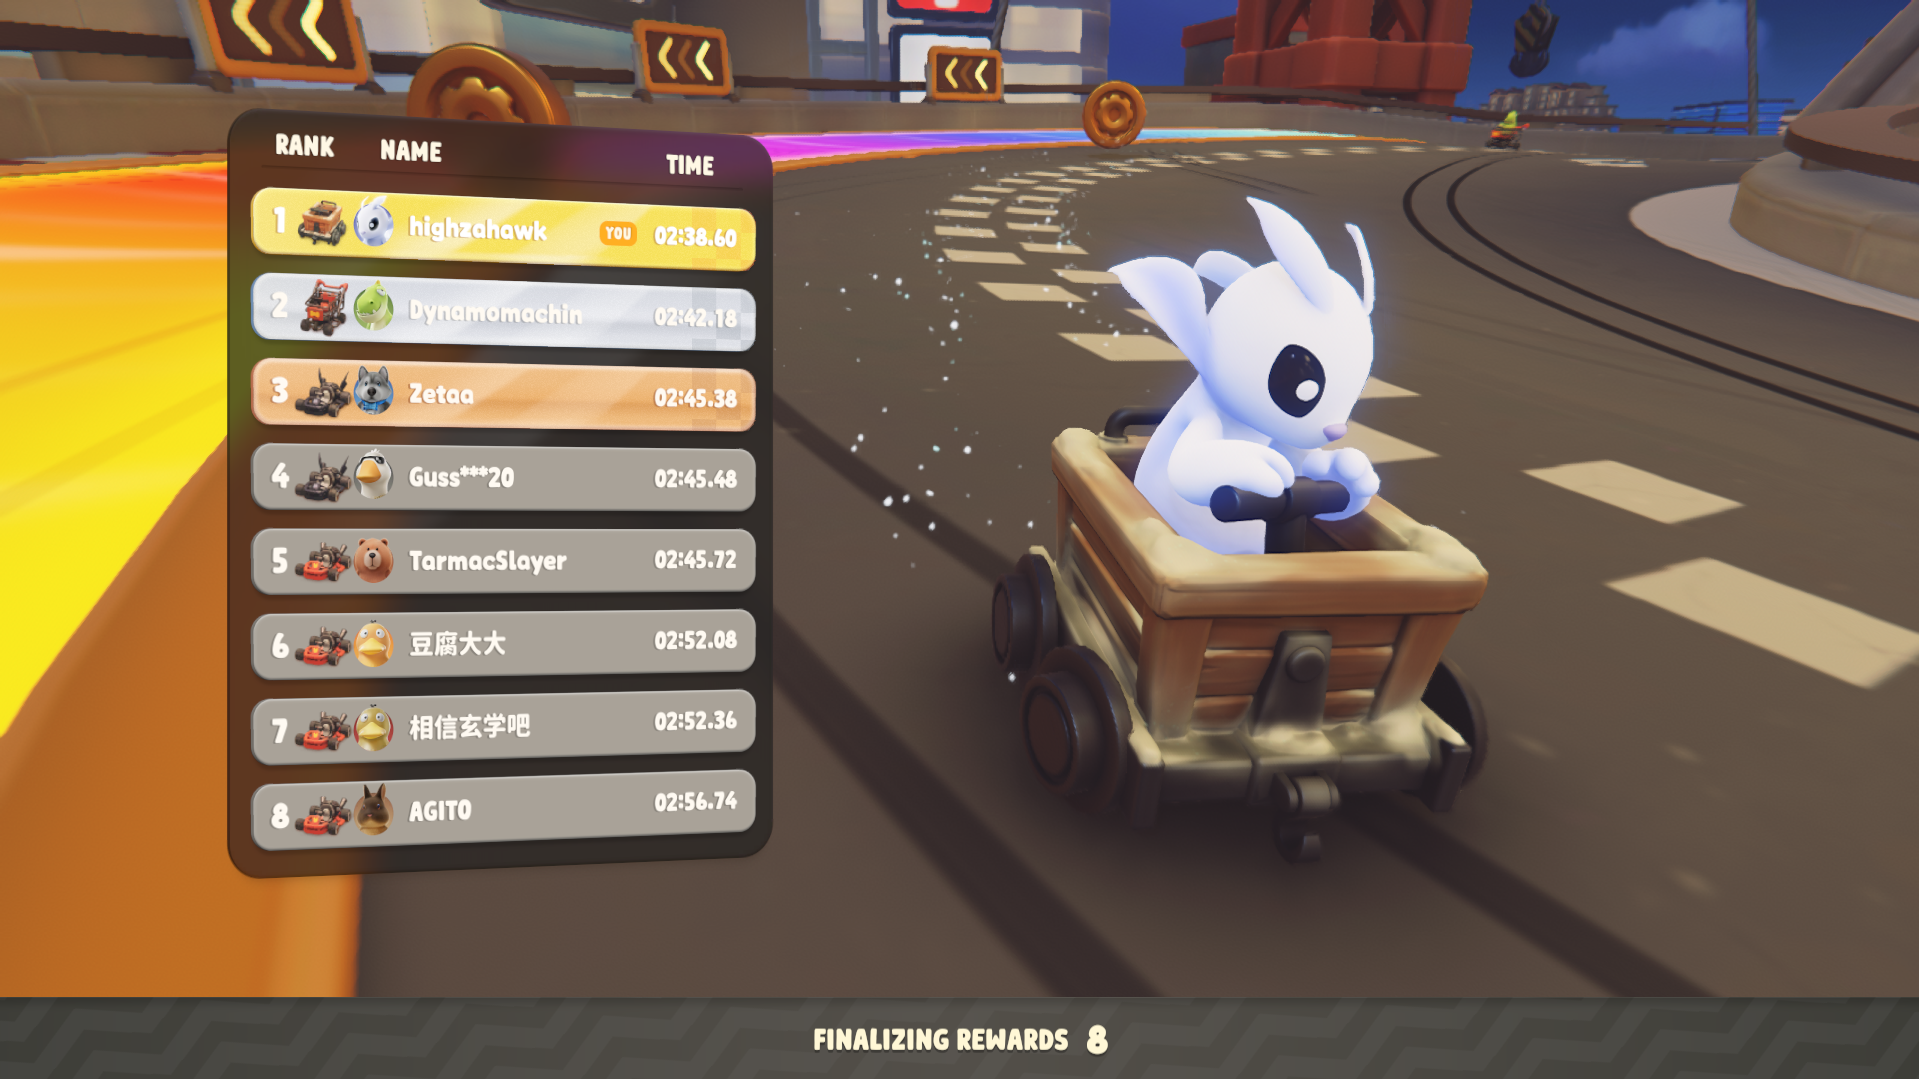 RANK NAME TIME
1 highzahawk YOU 02:38.60
2 Dynamomachin 02:42.18
3 Zetaa 02:45.38
4 Guss***20 02:45.48
5 TarmacSlayer 02:45.72
6 豆腐大大 02:52.08
7 相信玄学吧 02:52.36
8 AGITO 02:56.74
FINALIZING REWARDS 8